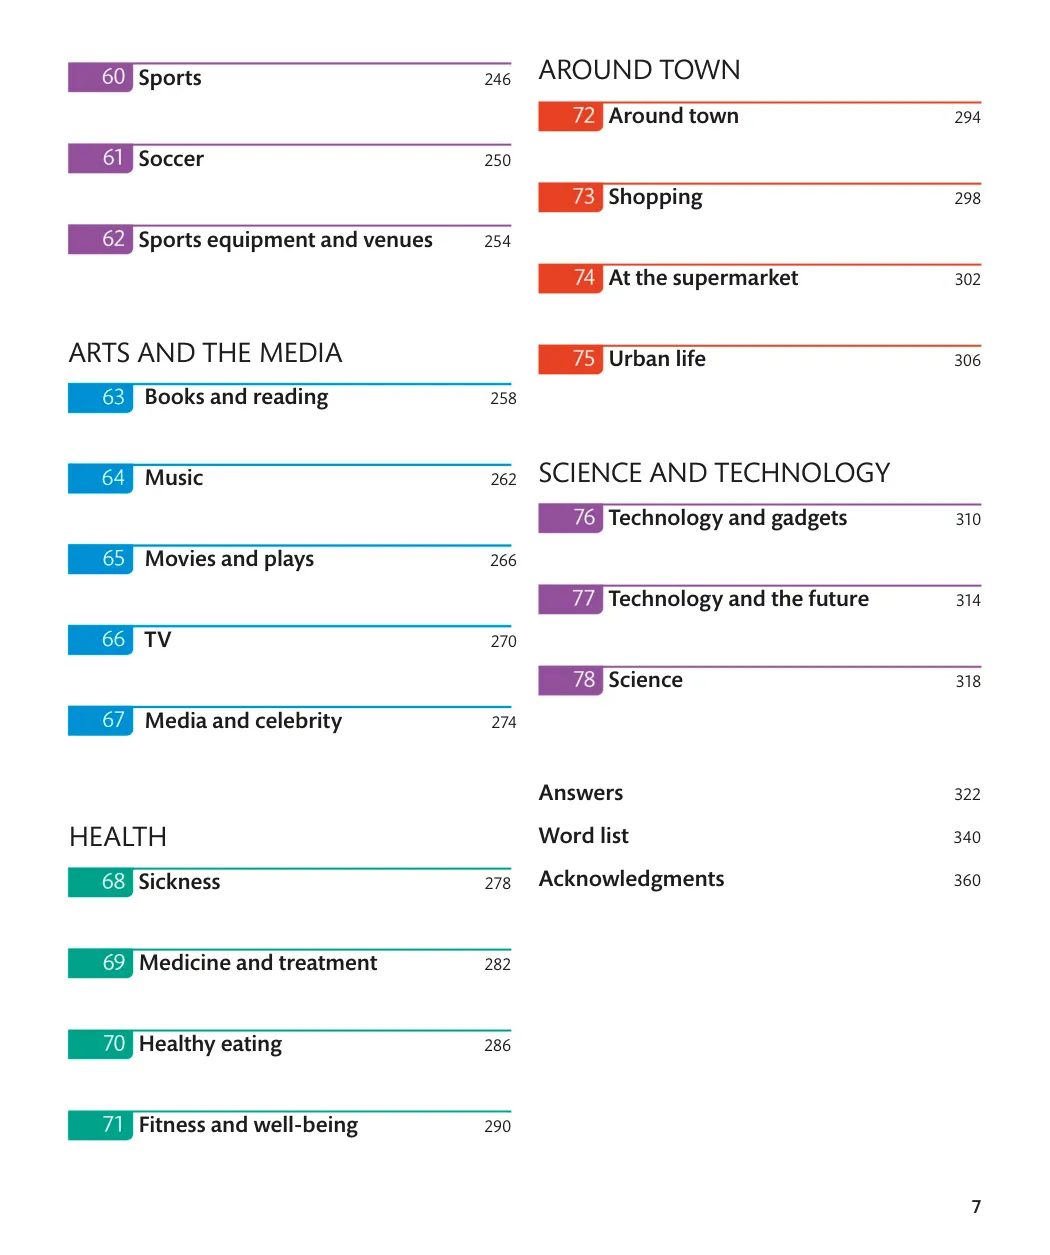 60 Sports 246
61 Soccer 250
62 Sports equipment and venues 254
ARTS AND THE MEDIA
63 Books and reading 258
64 Music 262
65 Movies and plays 266
66 TV 270
67 Media and celebrity 274
HEALTH
68 Sickness 278
69 Medicine and treatment 282
70 Healthy eating 286
71 Fitness and well-being 290
AROUND TOWN
72 Around town 294
73 Shopping 298
74 At the supermarket 302
75 Urban life 306
SCIENCE AND TECHNOLOGY
76 Technology and gadgets 310
77 Technology and the future 314
78 Science 318
Answers 322
Word list 340
Acknowledgments 360
7